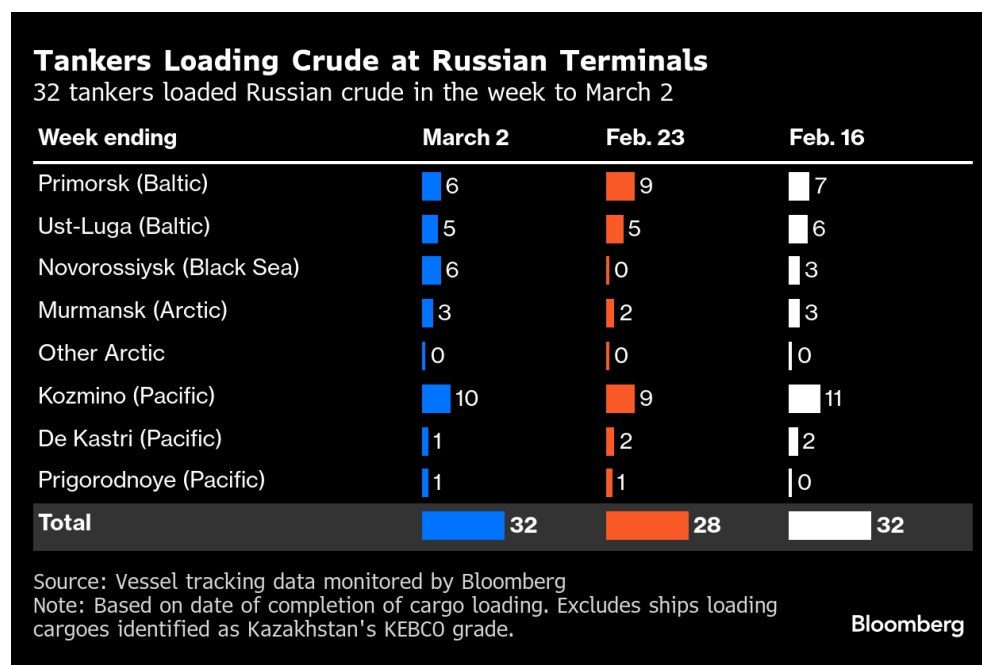 Tankers Loading Crude at Russian Terminals
32 tankers loaded Russian crude in the week to March 2
Week ending March 2 Feb. 23 Feb. 16
Primorsk (Baltic) 6 9 7
Ust-Luga (Baltic) 5 5 6
Novorossiysk (Black Sea) 6 0 3
Murmansk (Arctic) 3 2 3
Other Arctic 0 0 0
Kozmino (Pacific) 10 9 11
De Kastri (Pacific) 1 2 2
Prigorodnoye (Pacific) 1 1 0
Total 32 28 32
Source: Vessel tracking data monitored by Bloomberg
Note: Based on date of completion of cargo loading. Excludes ships loading
cargoes identified as Kazakhstan's KEBCO grade.
Bloomberg